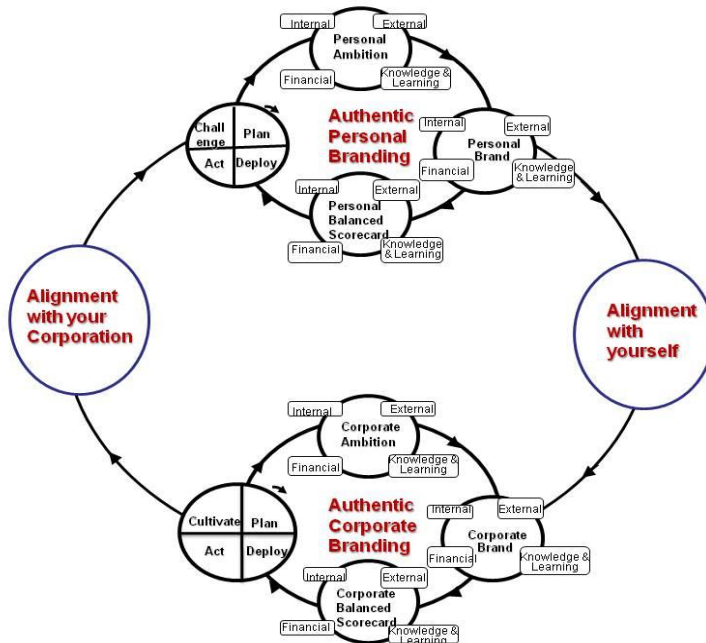 Internal
External
Personal
Ambition
Financial
Knowledge &
Learning
Chall
enge
Plan
Act
Deploy
Authentic
Personal
Branding
Internal
External
Personal
Brand
Financial
Knowledge
& Learning
Internal
External
Personal
Balanced
Scorecard
Financial
Knowledge
& Learning
Alignment
with your
Corporation
Alignment
with
yourself
Internal
External
Corporate
Ambition
Financial
Knowledge &
Learning
Cultivate
Plan
Act
Deploy
Authentic
Corporate
Branding
Internal
External
Corporate
Brand
Financial
Knowledge
& Learning
Internal
External
Corporate
Balanced
Scorecard
Financial
Knowledge
& Learning